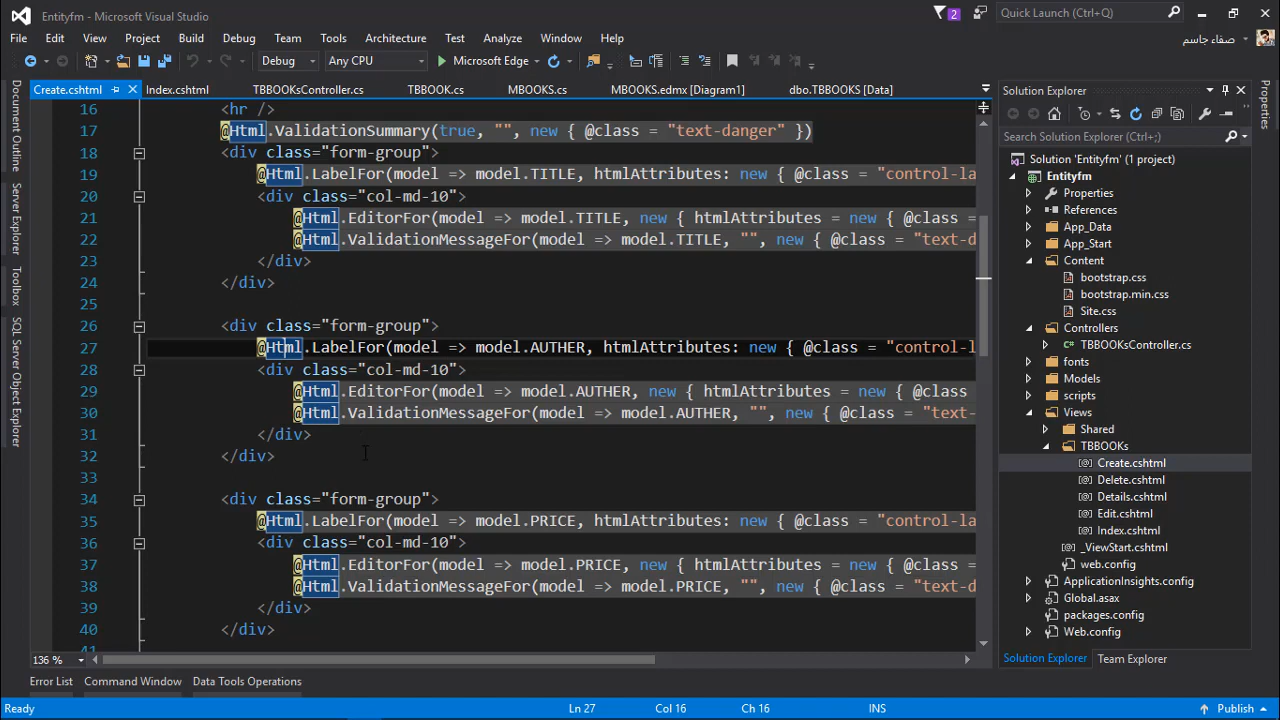 Entityfm - Microsoft Visual Studio
2
Quick Launch (Ctrl+Q)
File Edit View Project Build Debug Team Tools Architecture Test Analyze Window Help
صفاء جاسم
Debug Any CPU Microsoft Edge
Create.cshtml Index.cshtml TBBOOKsController.cs TBBOOK.cs MBOOKS.cs MBOOKS.edmx [Diagram1] dbo.TBBOOKS [Data]
Document Outline
Server Explorer
Toolbox
SQL Server Object Explorer
16 <hr />
17 @Html.ValidationSummary(true, "", new { @class = "text-danger" })
18 <div class="form-group">
19 @Html.LabelFor(model => model.TITLE, htmlAttributes: new { @class = "control-la
20 <div class="col-md-10">
21 @Html.EditorFor(model => model.TITLE, new { htmlAttributes = new { @class =
22 @Html.ValidationMessageFor(model => model.TITLE, "", new { @class = "text-d
23 </div>
24 </div>
25
26 <div class="form-group">
27 @Html.LabelFor(model => model.AUTHER, htmlAttributes: new { @class = "control-l
28 <div class="col-md-10">
29 @Html.EditorFor(model => model.AUTHER, new { htmlAttributes = new { @class
30 @Html.ValidationMessageFor(model => model.AUTHER, "", new { @class = "text-
31 </div>
32 </div>
33
34 <div class="form-group">
35 @Html.LabelFor(model => model.PRICE, htmlAttributes: new { @class = "control-la
36 <div class="col-md-10">
37 @Html.EditorFor(model => model.PRICE, new { htmlAttributes = new { @class =
38 @Html.ValidationMessageFor(model => model.PRICE, "", new { @class = "text-d
39 </div>
40 </div>
136 %
Error List Command Window Data Tools Operations
Solution Explorer
Search Solution Explorer (Ctrl+;)
Solution 'Entityfm' (1 project)
Entityfm
Properties
References
App_Data
App_Start
Content
bootstrap.css
bootstrap.min.css
Site.css
Controllers
TBBOOKsController.cs
fonts
Models
scripts
Views
Shared
TBBOOKs
Create.cshtml
Delete.cshtml
Details.cshtml
Edit.cshtml
Index.cshtml
_ViewStart.cshtml
web.config
ApplicationInsights.config
Global.asax
packages.config
Web.config
Solution Explorer Team Explorer
Properties
Ready Ln 27 Col 16 Ch 16 INS Publish